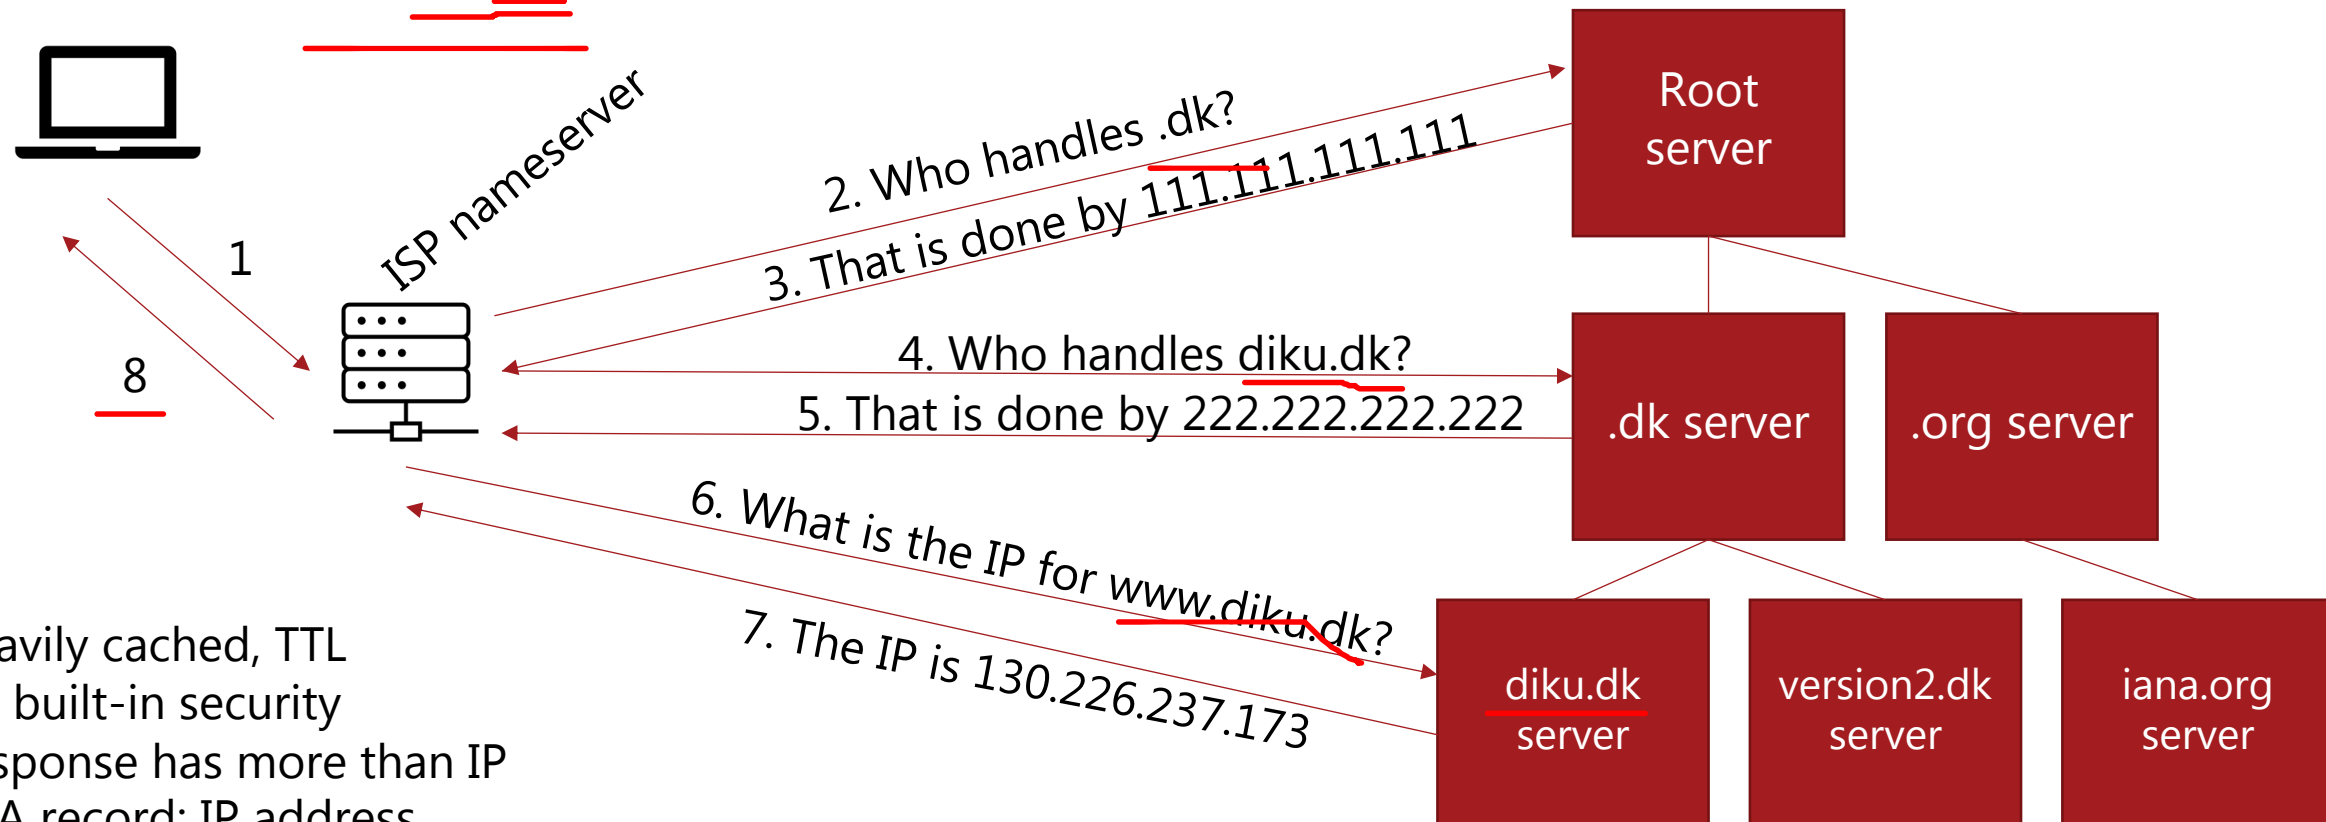 ISP nameserver
1
8
2. Who handles .dk?
3. That is done by 111.111.111.111
4. Who handles diku.dk?
5. That is done by 222.222.222.222
6. What is the IP for www.diku.dk?
7. The IP is 130.226.237.173
Root
server
.dk server
.org server
diku.dk
server
version2.dk
server
iana.org
server
avily cached, TTL
built-in security
sponse has more than IP
A record: IP address